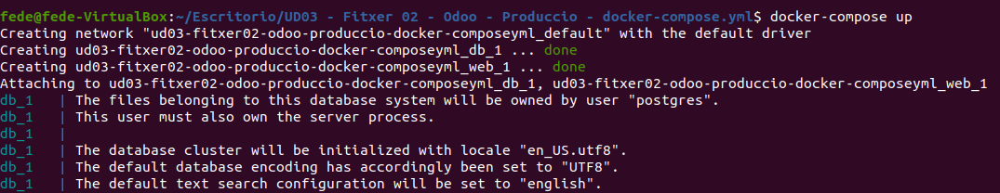 fede@fede-VirtualBox:~/Escritorio/UD03 - Fitxer 02 - Odoo - Produccio - docker-compose.yml$ docker-compose up
Creating network "ud03-fitxer02-odoo-produccio-docker-composeyml_default" with the default driver
Creating ud03-fitxer02-odoo-produccio-docker-composeyml_db_1 ... done
Creating ud03-fitxer02-odoo-produccio-docker-composeyml_web_1 ... done
Attaching to ud03-fitxer02-odoo-produccio-docker-composeyml_db_1, ud03-fitxer02-odoo-produccio-docker-composeyml_web_1
db_1   | The files belonging to this database system will be owned by user "postgres".
db_1   | This user must also own the server process.
db_1   |
db_1   | The database cluster will be initialized with locale "en_US.utf8".
db_1   | The default database encoding has accordingly been set to "UTF8".
db_1   | The default text search configuration will be set to "english".